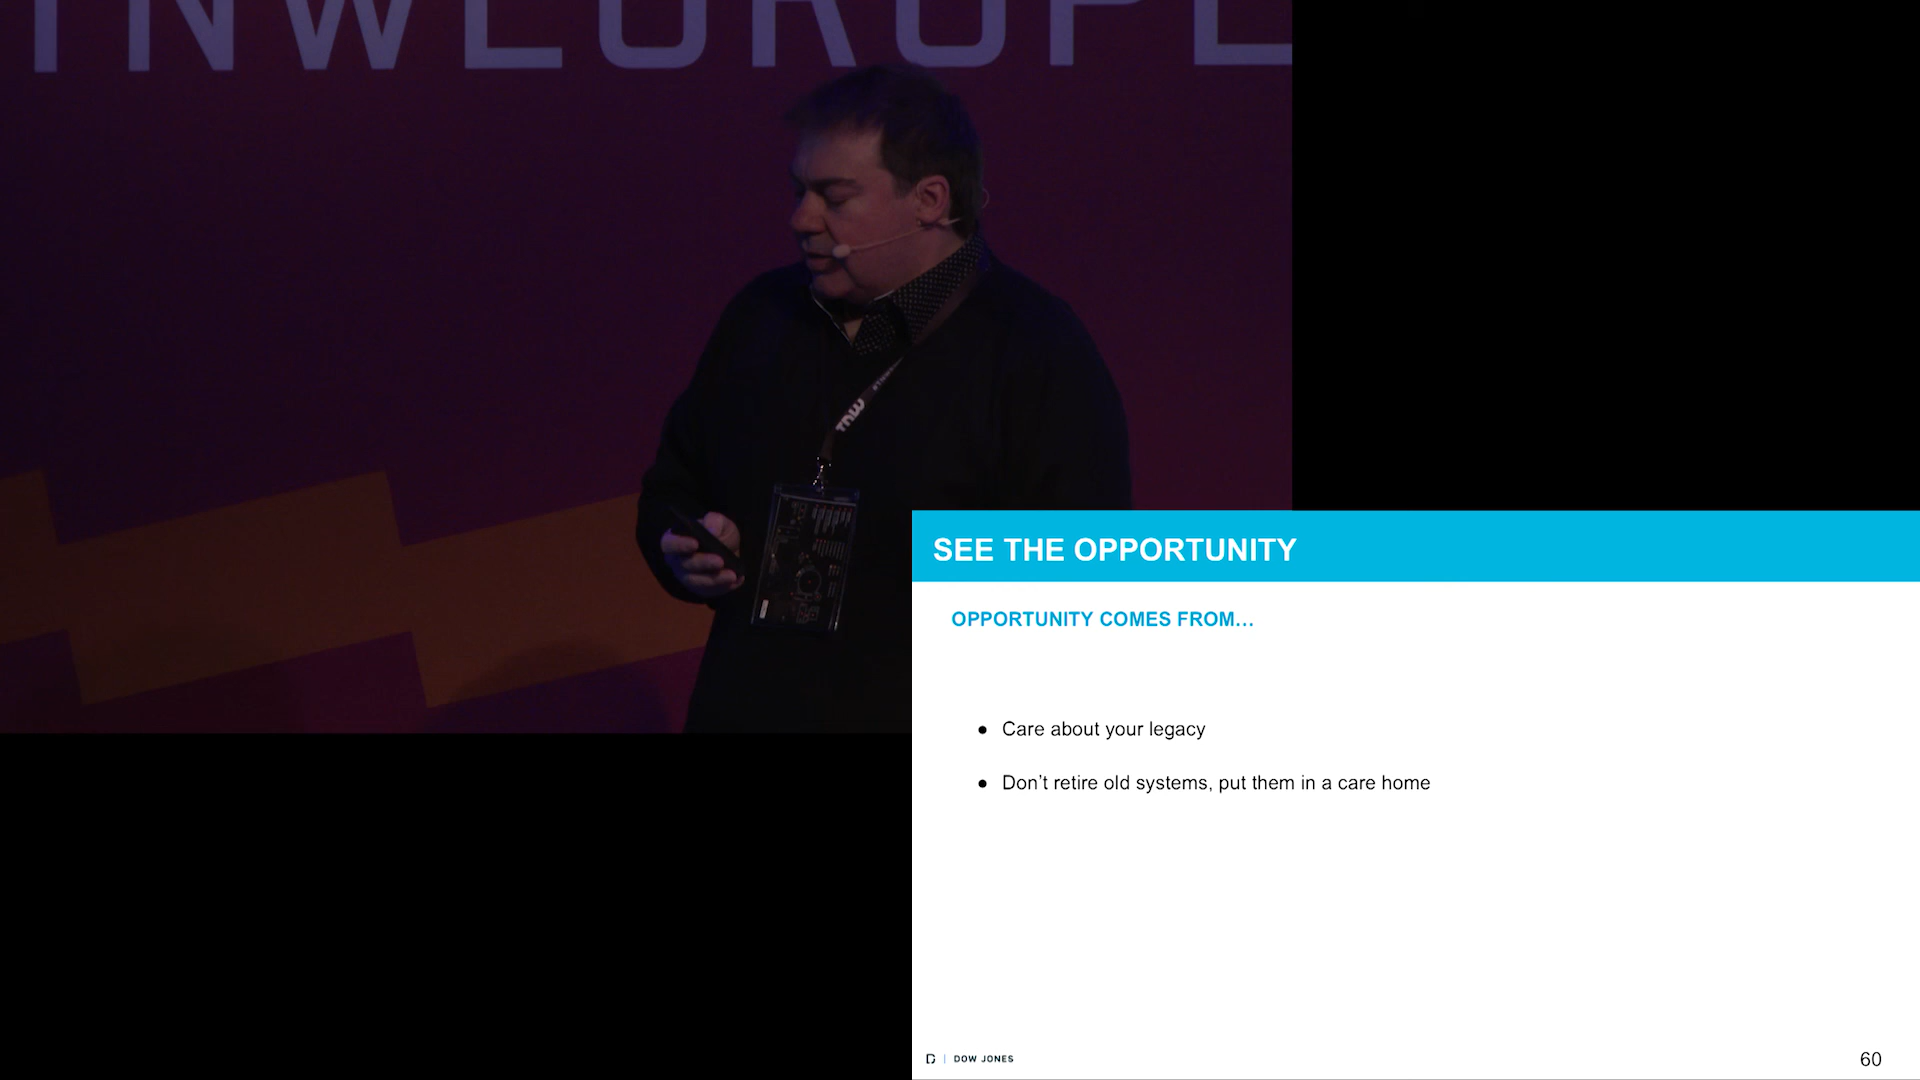 TNWEUROPE
TNW
SEE THE OPPORTUNITY
OPPORTUNITY COMES FROM...
● Care about your legacy
● Don’t retire old systems, put them in a care home
D | DOW JONES
60